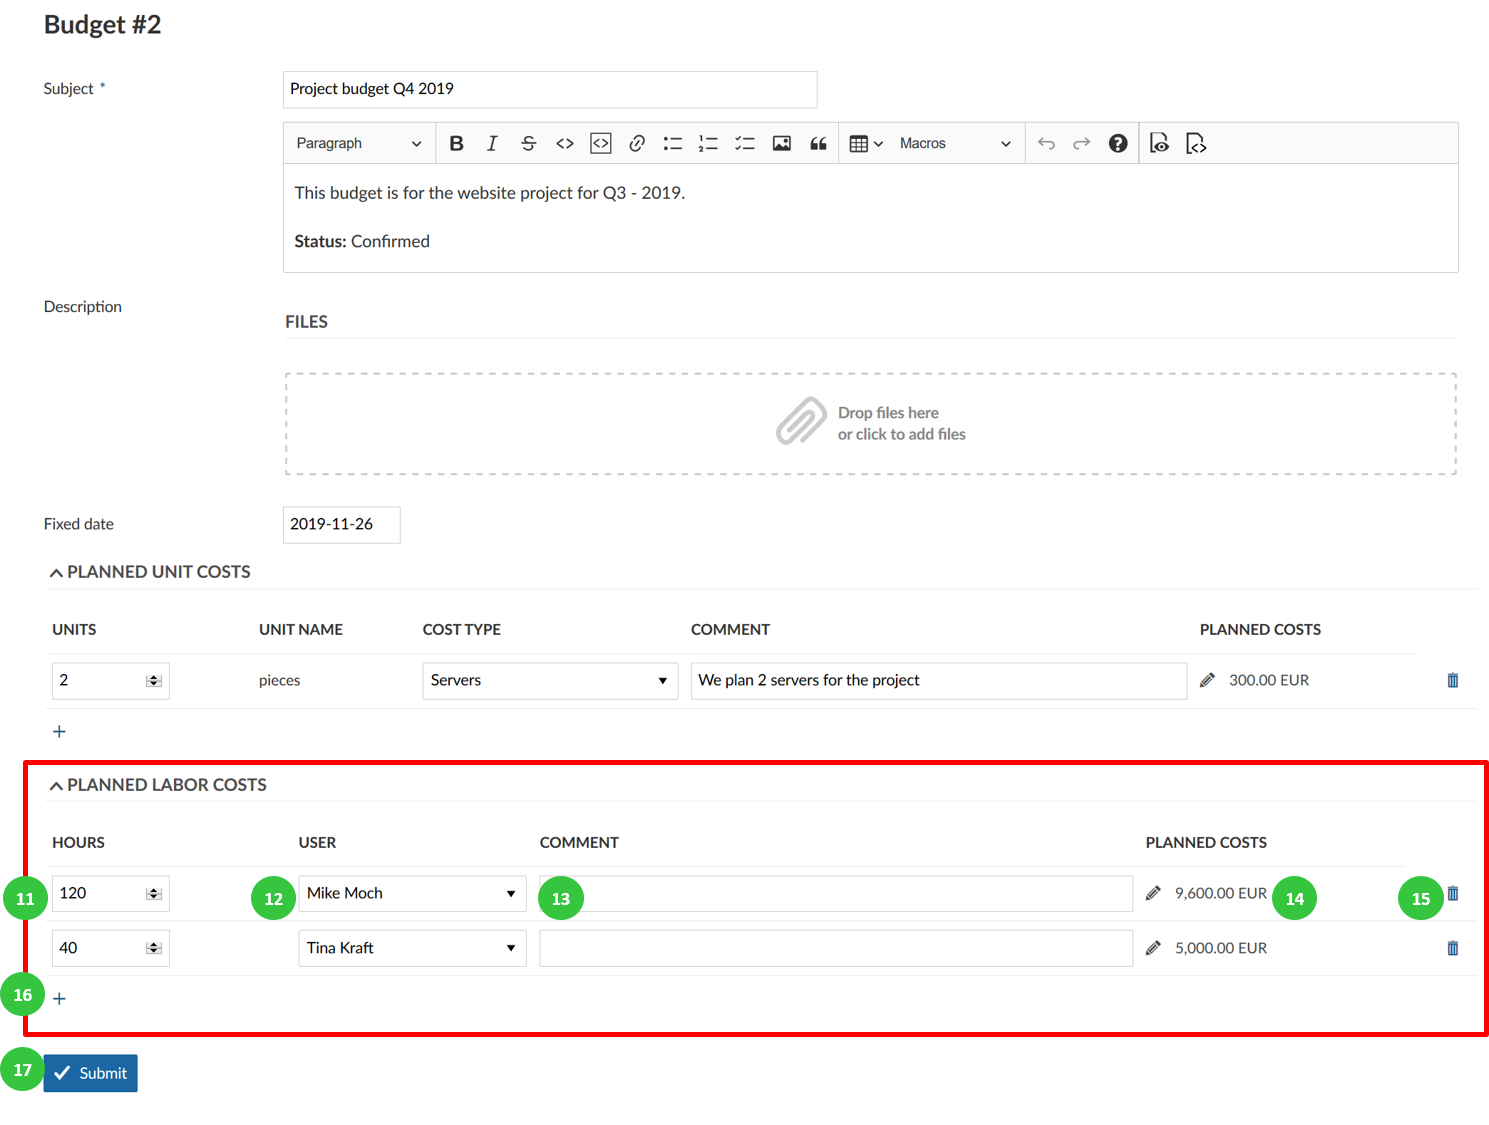 Budget #2
Subject *
Project budget Q4 2019
Paragraph
Macros
This budget is for the website project for Q3 - 2019.
Status: Confirmed
Description
FILES
Drop files here
or click to add files
Fixed date
2019-11-26
PLANNED UNIT COSTS
UNITS UNIT NAME COST TYPE COMMENT PLANNED COSTS
2 pieces Servers We plan 2 servers for the project 300.00 EUR
+
PLANNED LABOR COSTS
HOURS USER COMMENT PLANNED COSTS
11 120 12 Mike Moch 13 9,600.00 EUR 14 15
40 Tina Kraft 5,000.00 EUR
16 +
17 Submit